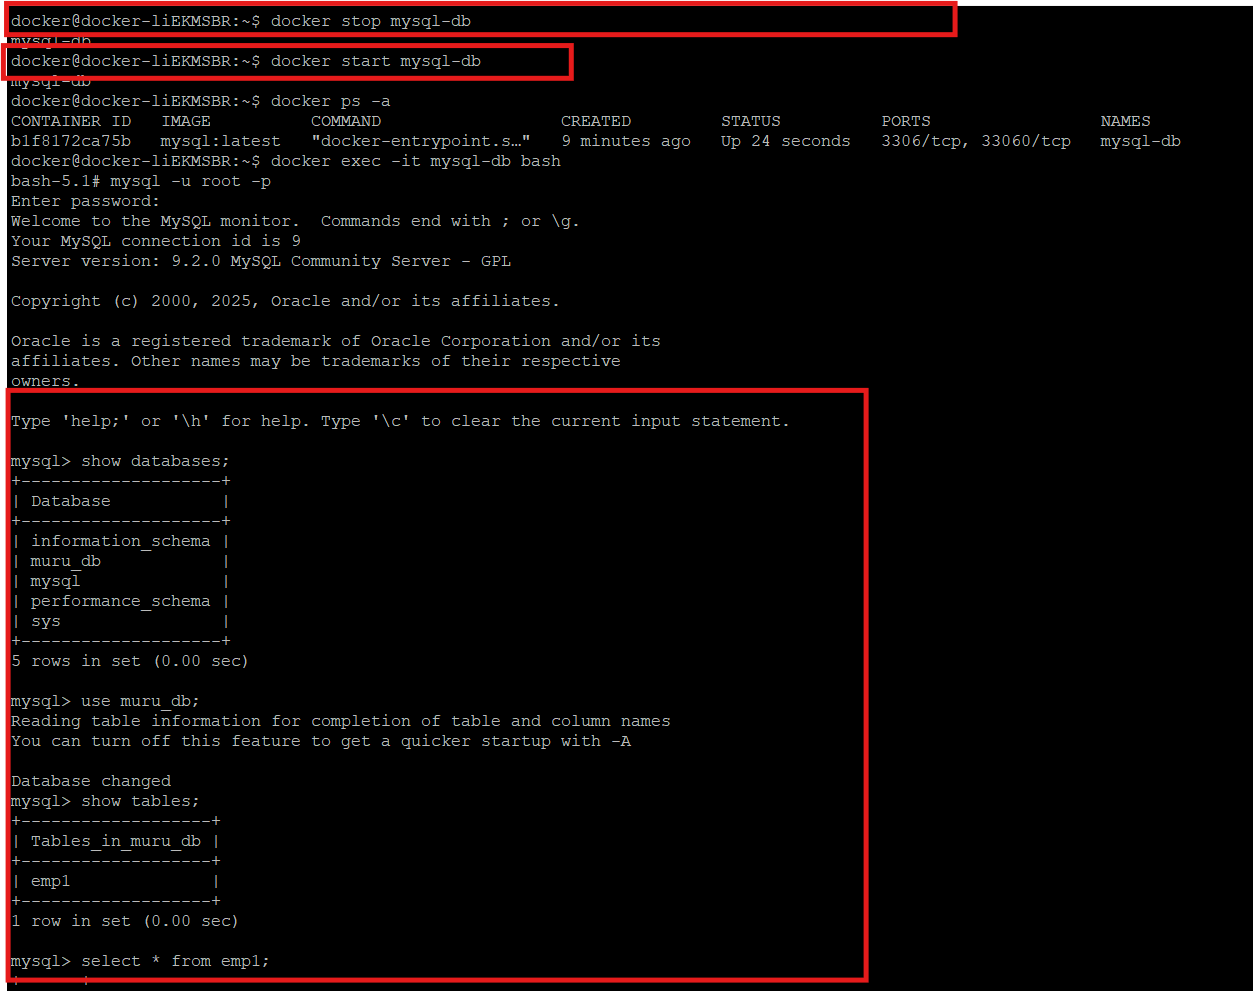 docker@docker-liEKMSBR:~$ docker stop mysql-db
mysql-db
docker@docker-liEKMSBR:~$ docker start mysql-db
mysql-db
docker@docker-liEKMSBR:~$ docker ps -a
CONTAINER ID   IMAGE          COMMAND                  CREATED         STATUS          PORTS                 NAMES
b1f8172ca75b   mysql:latest   "docker-entrypoint.s…"   9 minutes ago   Up 24 seconds   3306/tcp, 33060/tcp   mysql-db
docker@docker-liEKMSBR:~$ docker exec -it mysql-db bash
bash-5.1# mysql -u root -p
Enter password:
Welcome to the MySQL monitor.  Commands end with ; or \g.
Your MySQL connection id is 9
Server version: 9.2.0 MySQL Community Server - GPL

Copyright (c) 2000, 2025, Oracle and/or its affiliates.

Oracle is a registered trademark of Oracle Corporation and/or its
affiliates. Other names may be trademarks of their respective
owners.

Type 'help;' or '\h' for help. Type '\c' to clear the current input statement.

mysql> show databases;
+--------------------+
| Database           |
+--------------------+
| information_schema |
| muru_db            |
| mysql              |
| performance_schema |
| sys                |
+--------------------+
5 rows in set (0.00 sec)

mysql> use muru_db;
Reading table information for completion of table and column names
You can turn off this feature to get a quicker startup with -A

Database changed
mysql> show tables;
+-------------------+
| Tables_in_muru_db |
+-------------------+
| emp1              |
+-------------------+
1 row in set (0.00 sec)

mysql> select * from emp1;